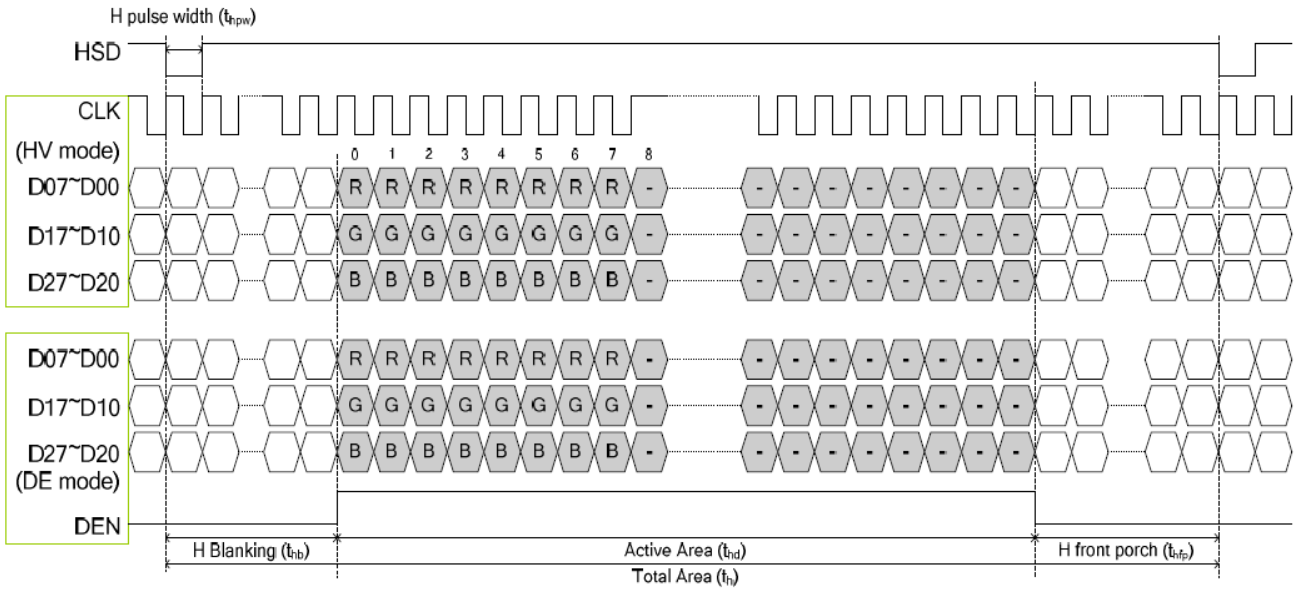 H pulse width (thpw)
HSD
CLK
(HV mode)
0 1 2 3 4 5 6 7 8
D07~D00 R R R R R R R R - - - - - - - - -
D17~D10 G G G G G G G G - - - - - - - - -
D27~D20 B B B B B B B B - - - - - - - - -
D07~D00 R R R R R R R R - - - - - - - - -
D17~D10 G G G G G G G G - - - - - - - - -
D27~D20 B B B B B B B B - - - - - - - - -
(DE mode)
DEN
H Blanking (thb) Active Area (thd) H front porch (thfp)
Total Area (th)